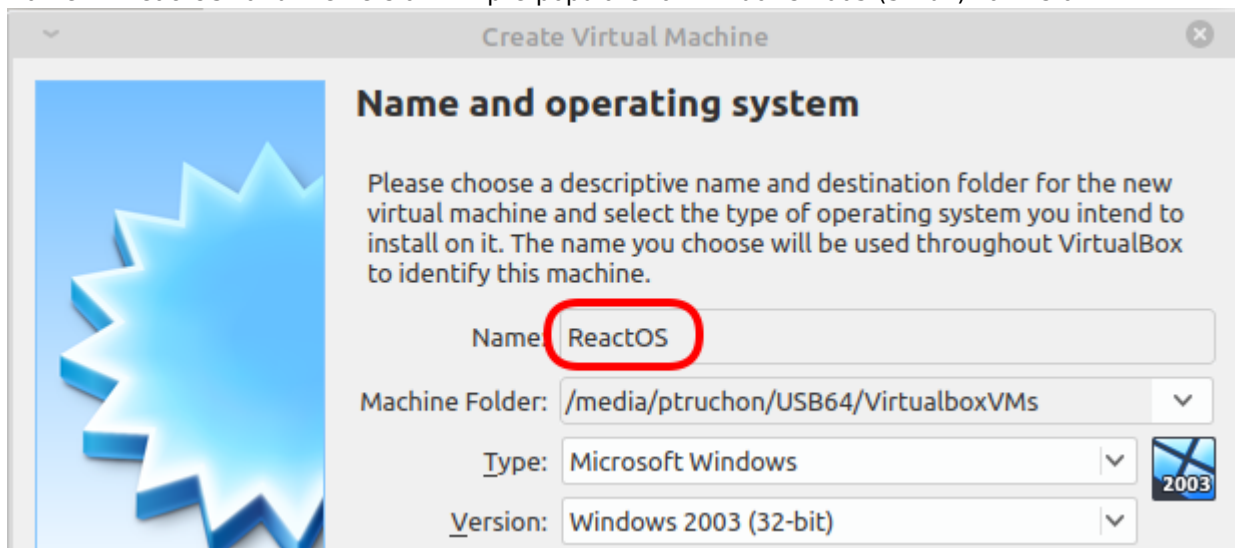 Create Virtual Machine
Name and operating system
Please choose a descriptive name and destination folder for the new
virtual machine and select the type of operating system you intend to
install on it. The name you choose will be used throughout VirtualBox
to identify this machine.
Name: ReactOS
Machine Folder: /media/ptruchon/USB64/VirtualboxVMs
Type: Microsoft Windows
2003
Version: Windows 2003 (32-bit)